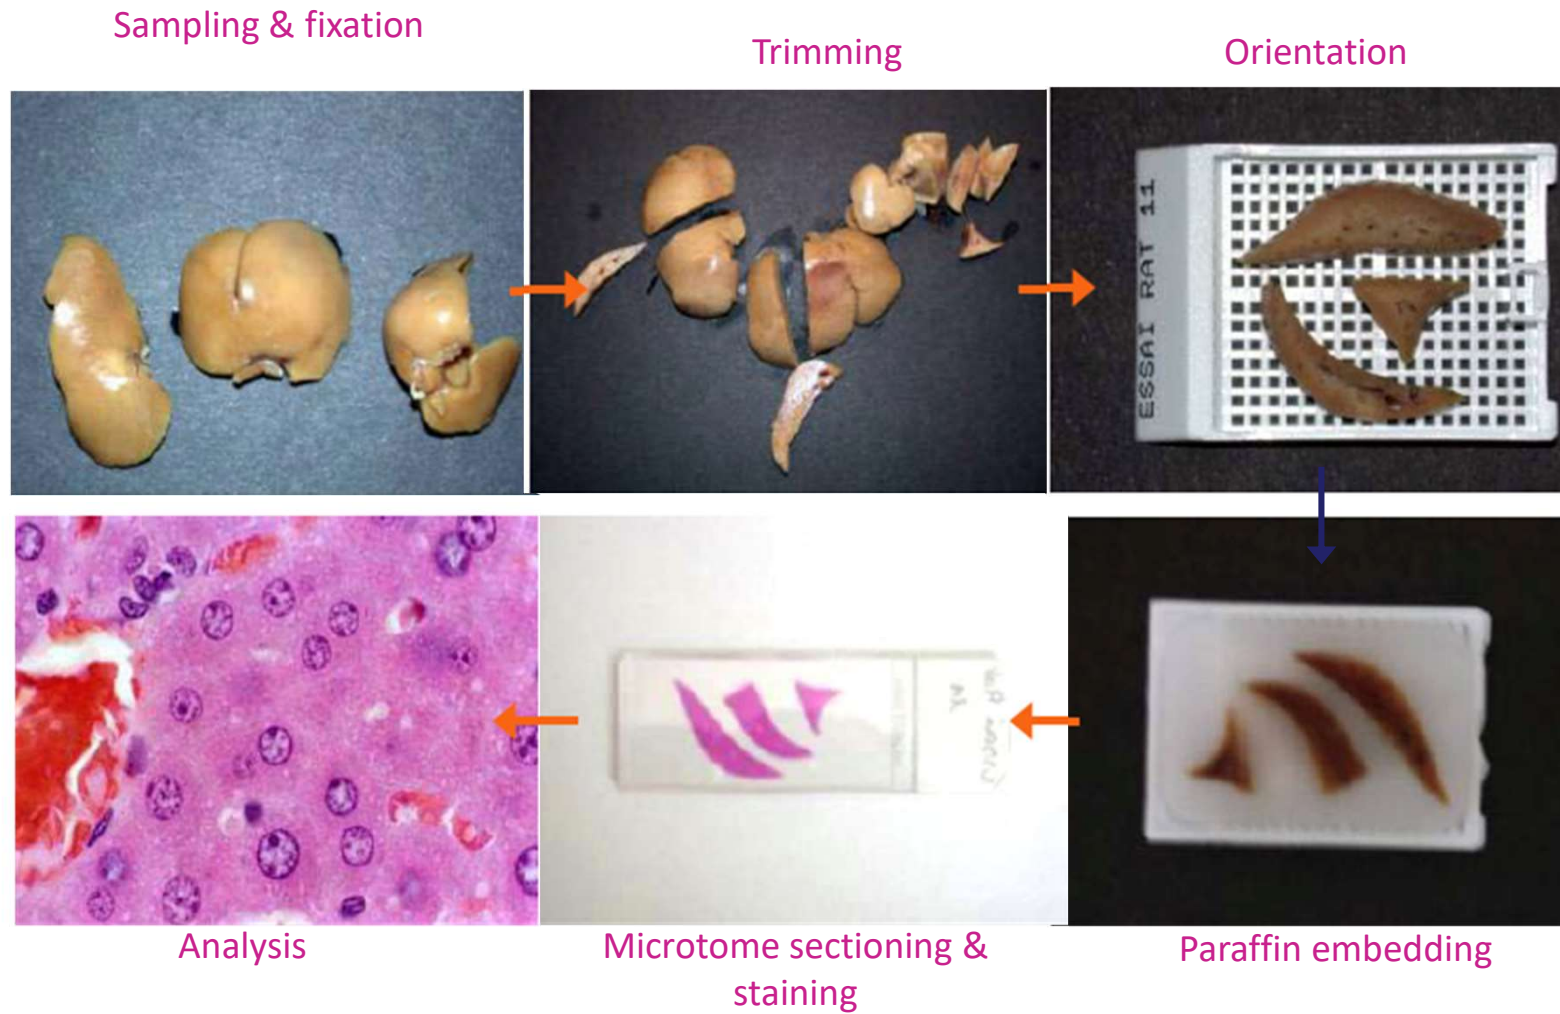 Sampling & fixation
Trimming
Orientation
ESSAI RAT 11
Analysis
Microtome sectioning &
staining
Paraffin embedding